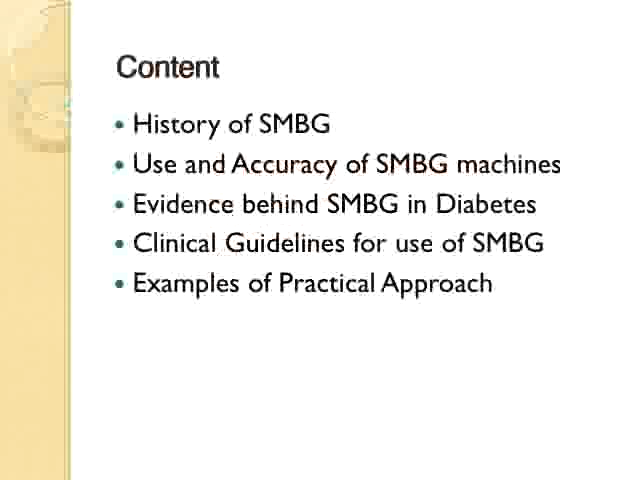 Content
• History of SMBG
• Use and Accuracy of SMBG machines
• Evidence behind SMBG in Diabetes
• Clinical Guidelines for use of SMBG
• Examples of Practical Approach